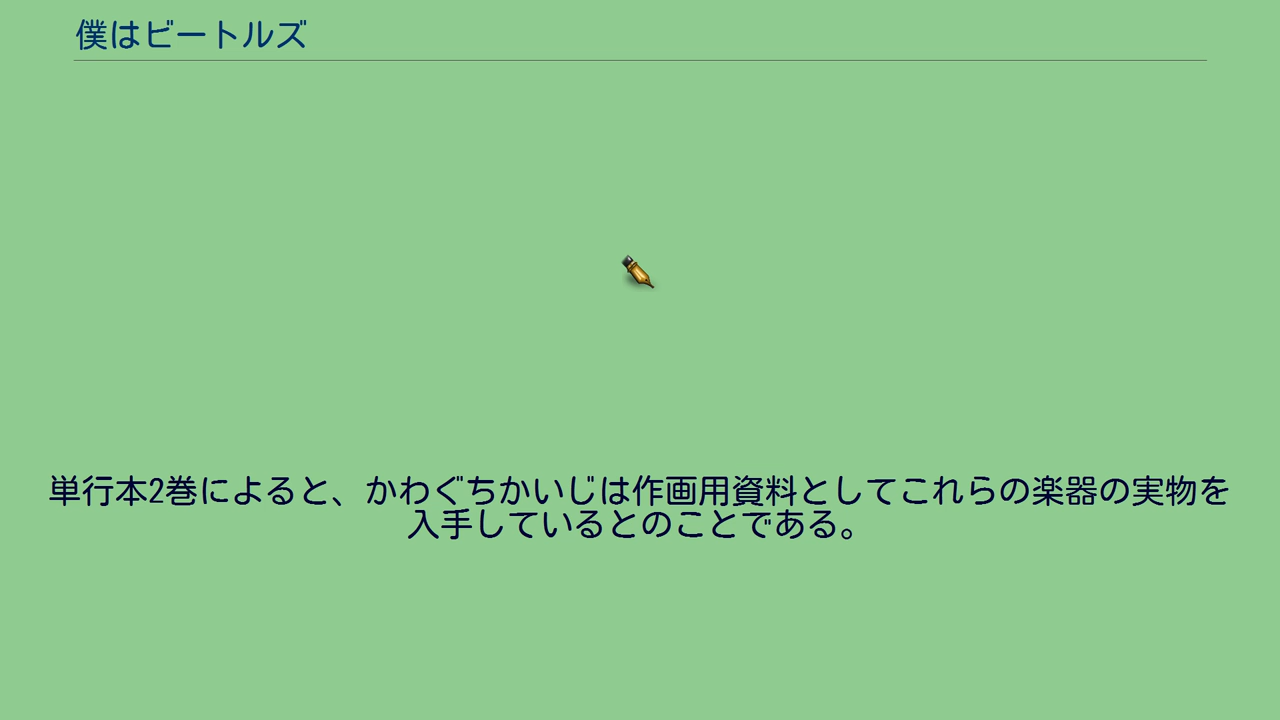 僕はビートルズ
単行本2巻によると、かわぐちかいじは作画用資料としてこれらの楽器の実物を
入手しているとのことである。